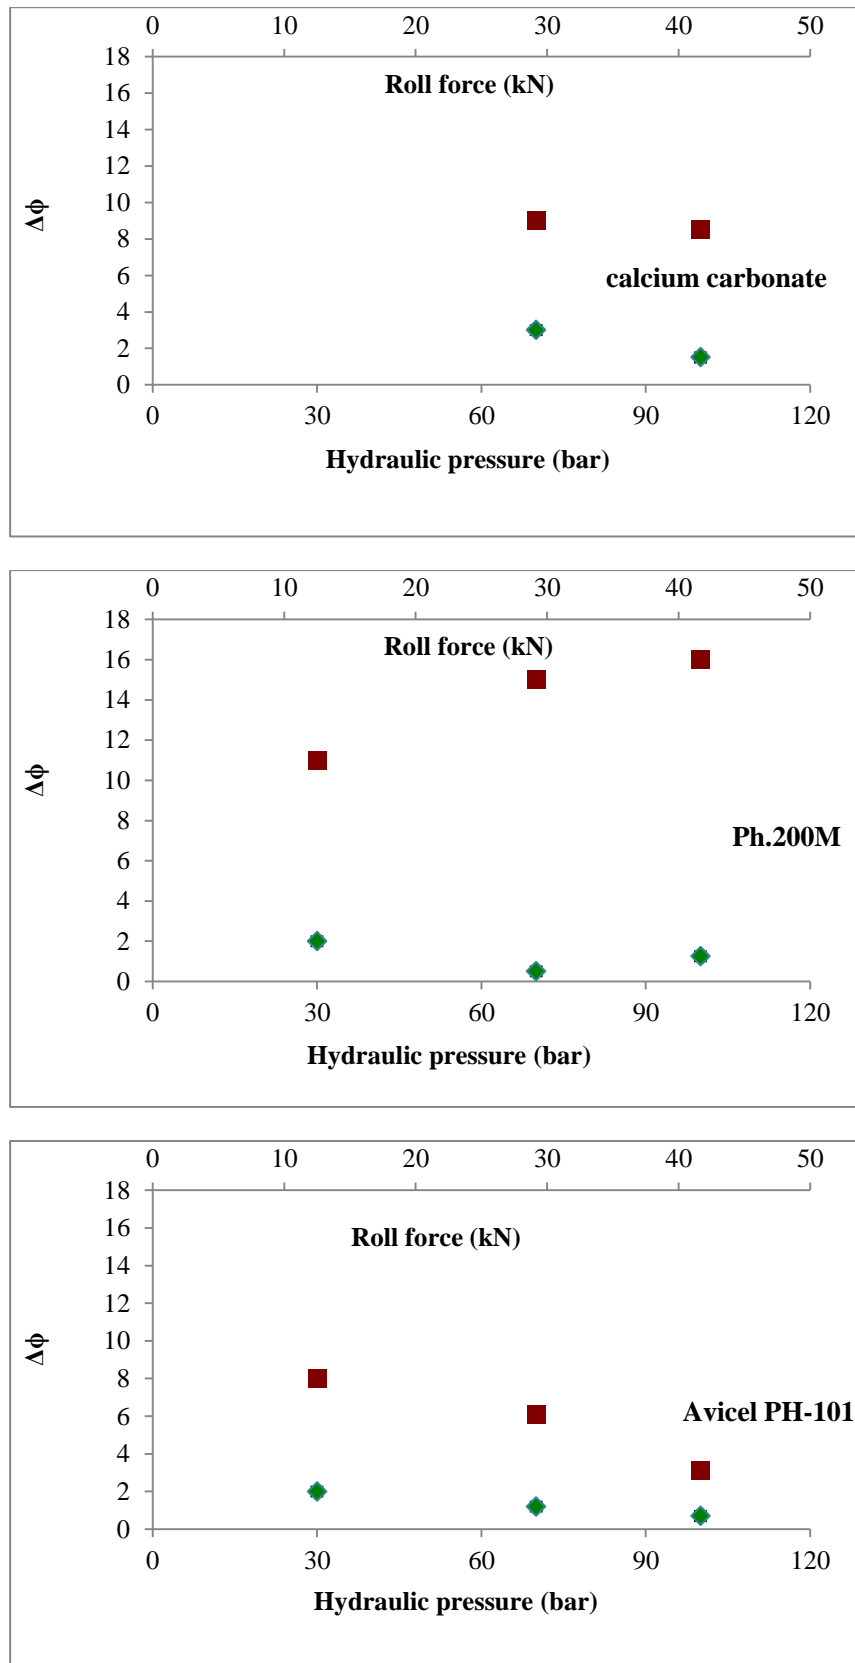 0 10 20 30 40 50
18
Roll force (kN)
16
14
12
10
Δϕ
8
calcium carbonate
6
4
2
0
0 30 60 90 120
Hydraulic pressure (bar)
0 10 20 30 40 50
18
Roll force (kN)
16
14
12
10
Δϕ
8
Ph.200M
6
4
2
0
0 30 60 90 120
Hydraulic pressure (bar)
0 10 20 30 40 50
18
16
Roll force (kN)
14
12
10
Δϕ
8
6
Avicel PH-101
4
2
0
0 30 60 90 120
Hydraulic pressure (bar)